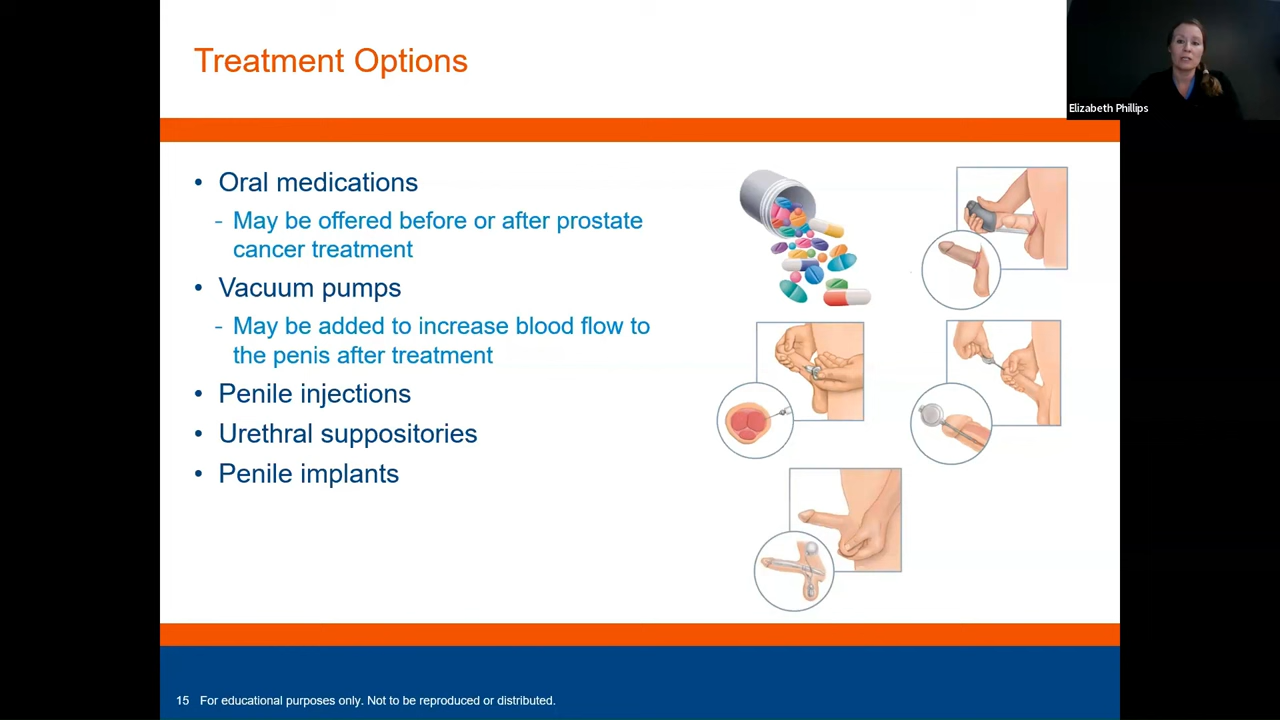 Treatment Options
Elizabeth Phillips
• Oral medications
- May be offered before or after prostate
cancer treatment
• Vacuum pumps
- May be added to increase blood flow to
the penis after treatment
• Penile injections
• Urethral suppositories
• Penile implants
15 For educational purposes only. Not to be reproduced or distributed.